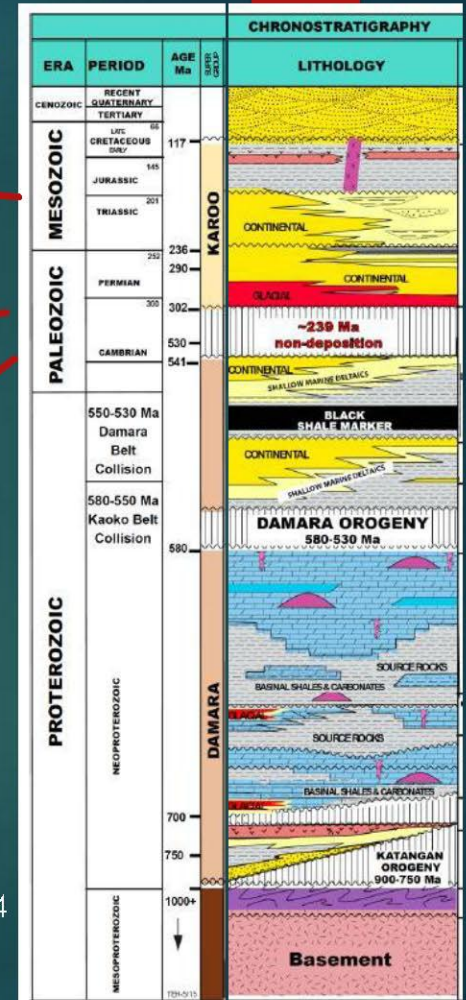 CHRONOSTRATIGRAPHY
ERA
PERIOD
AGE
Ma
SUPER
GROUP
LITHOLOGY
CENOZOIC
RECENT
QUATERNARY
TERTIARY
66
LATE
CRETACEOUS
EARLY
117
145
JURASSIC
201
TRIASSIC
MESOZOIC
KAROO
CONTINENTAL
236
252
290
PERMIAN
CONTINENTAL
GLACIAL
300
302
PALEOZOIC
~239 Ma
non-deposition
530
CAMBRIAN
541
CONTINENTAL
SHALLOW MARINE DELTAICS
550-530 Ma
Damara
Belt
Collision
BLACK
SHALE MARKER
CONTINENTAL
SHALLOW MARINE DELTAICS
580-550 Ma
Kaoko Belt
Collision
DAMARA OROGENY
580-530 Ma
580
PROTEROZOIC
NEOPROTEROZOIC
DAMARA
SOURCE ROCKS
BASINAL SHALES & CARBONATES
GLACIAL
SOURCE ROCKS
BASINAL SHALES & CARBONATES
GLACIAL
700
750
KATANGAN
OROGENY
900-750 Ma
4
1000+
MESOPROTEROZOIC
Basement